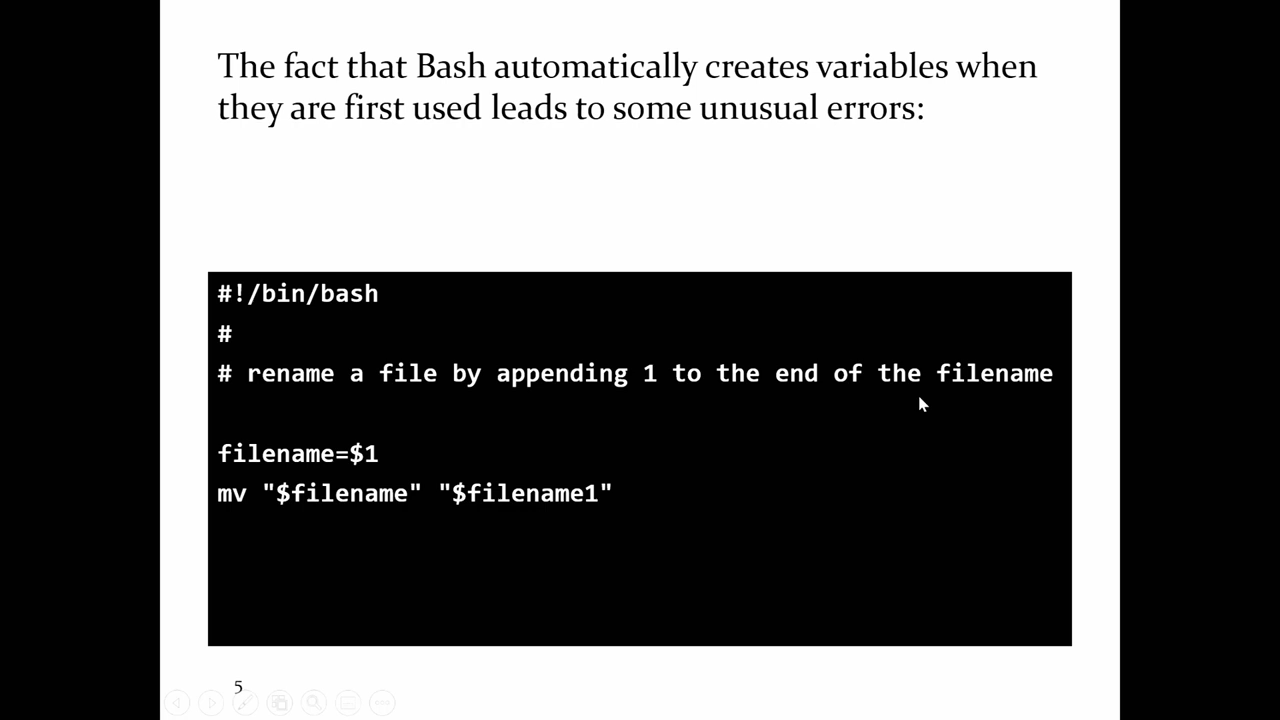 The fact that Bash automatically creates variables when
they are first used leads to some unusual errors:
#!/bin/bash
#
# rename a file by appending 1 to the end of the filename
filename=$1
mv "$filename" "$filename1"
5